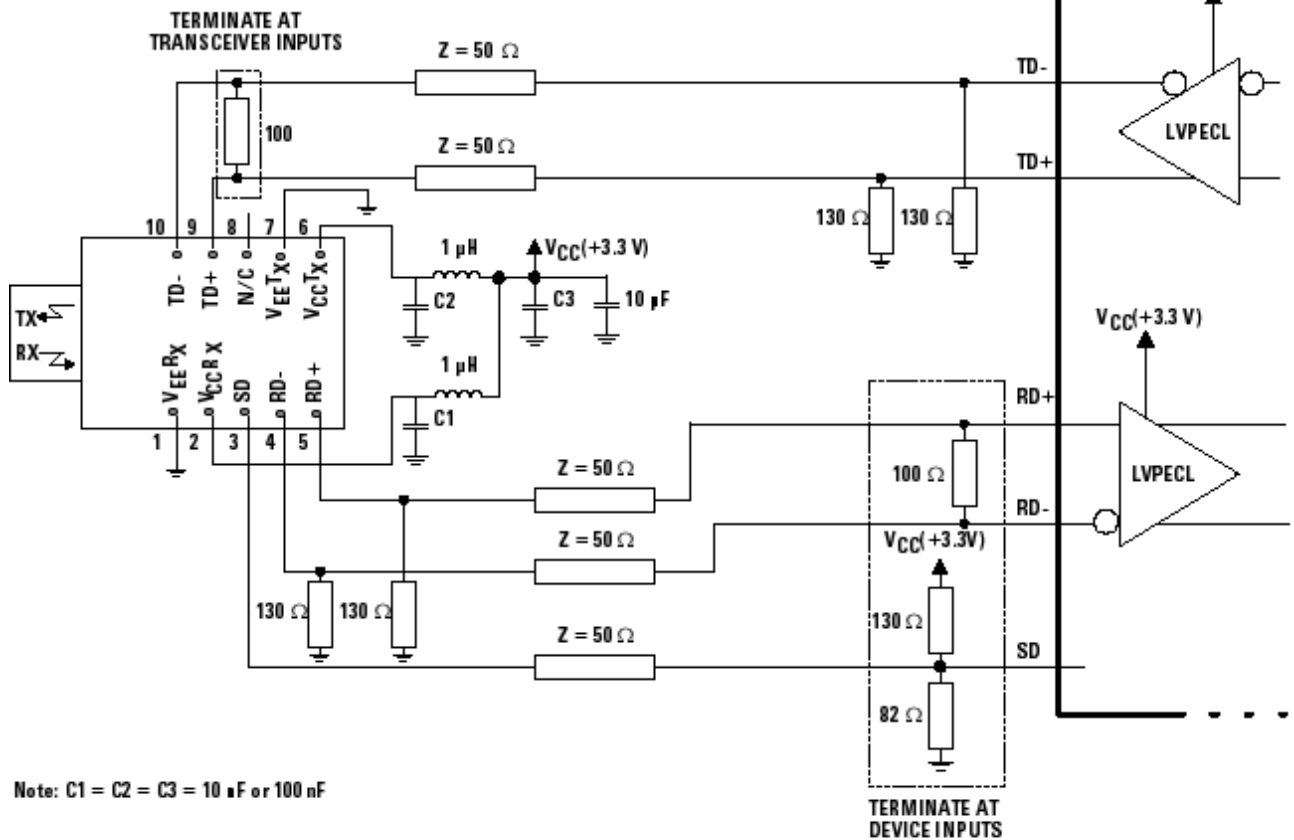 TERMINATE AT
TRANSCEIVER INPUTS
Z = 50 Ω
TD-
100
LVPECL
Z = 50 Ω
TD+
130 Ω
130 Ω
10
9
8
7
6
TD-
TD+
N/C
VEETX
VCCTX
1 µH
VCC(+3.3 V)
C2
C3
10 µF
TX
RX
1 µH
C1
VEERX
VCCRX
SD
RD-
RD+
1
2
3
4
5
VCC(+3.3 V)
RD+
100 Ω
LVPECL
Z = 50 Ω
RD-
VCC(+3.3V)
Z = 50 Ω
130 Ω
130 Ω
130 Ω
Z = 50 Ω
SD
82 Ω
Note: C1 = C2 = C3 = 10 nF or 100 nF
TERMINATE AT
DEVICE INPUTS